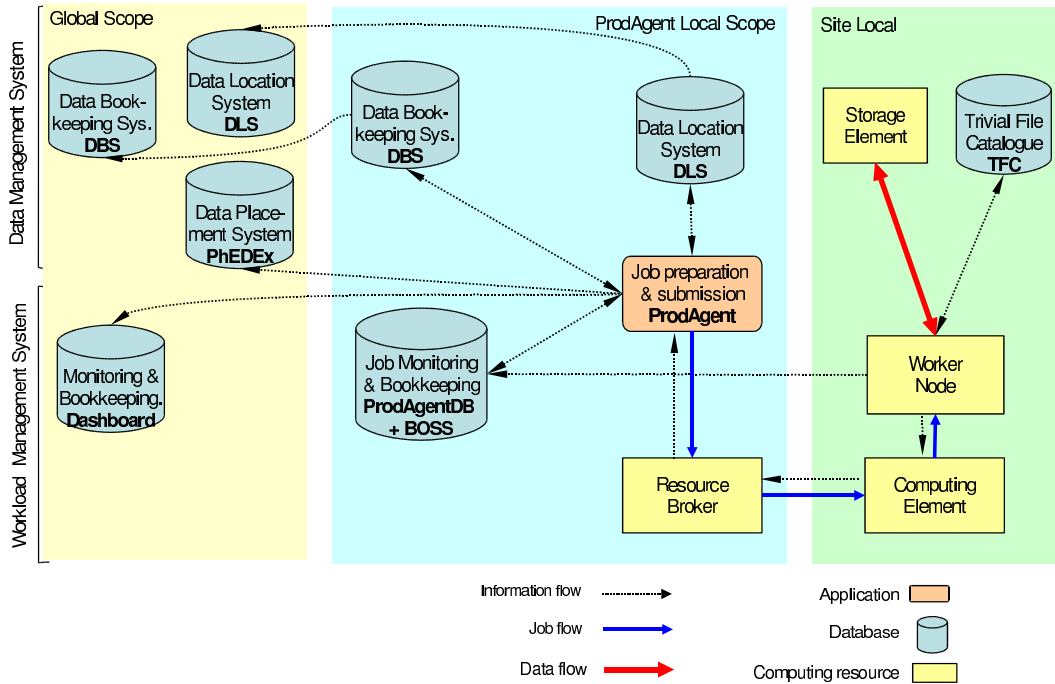 Global Scope
ProdAgent Local Scope
Site Local
Data Management System
Workload Management System
Data Book-
keeping Sys.
DBS
Data Location
System
DLS
Data Place-
ment System
PhEDEx
Monitoring &
Bookkeeping.
Dashboard
Data Book-
keeping Sys.
DBS
Data Location
System
DLS
Job preparation
& submission
ProdAgent
Job Monitoring
& Bookkeeping
ProdAgentDB
+ BOSS
Resource
Broker
Storage
Element
Trivial File
Catalogue
TFC
Worker
Node
Computing
Element
Information flow
Job flow
Data flow
Application
Database
Computing resource